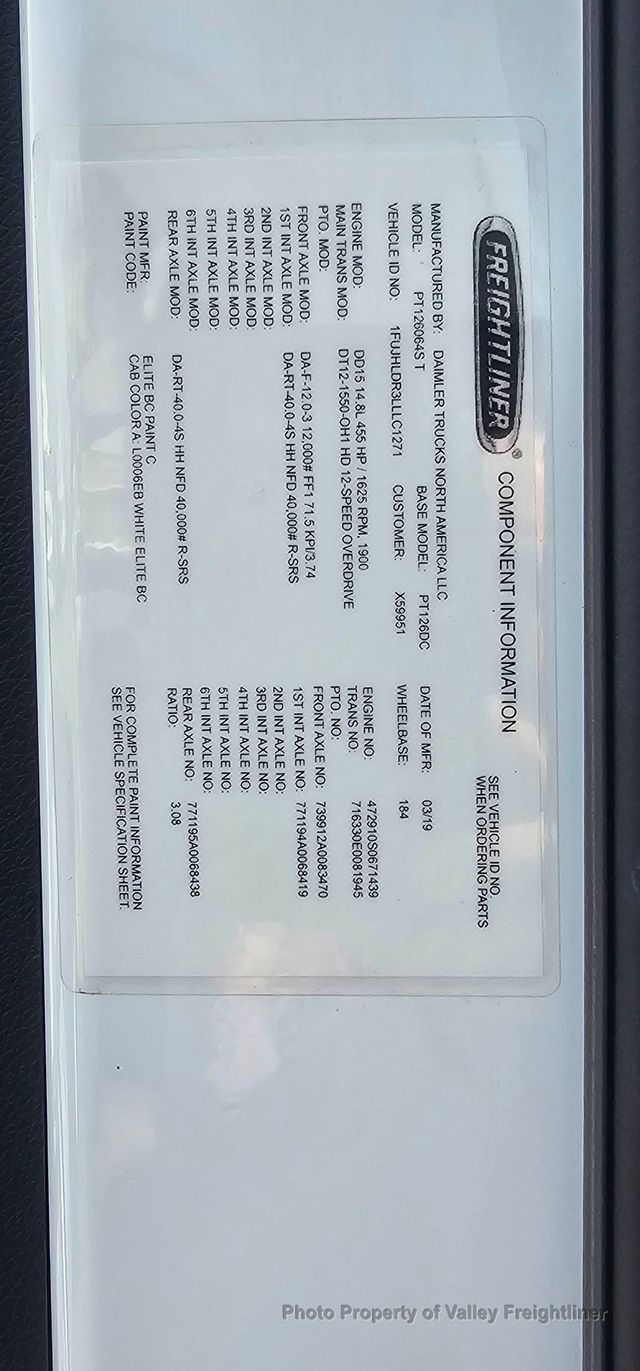 FREIGHTLINER® COMPONENT INFORMATION
SEE VEHICLE ID NO.
WHEN ORDERING PARTS
MANUFACTURED BY: DAIMLER TRUCKS NORTH AMERICA LLC
MODEL: PT126064S T BASE MODEL: PT126DC DATE OF MFR: 03/19
VEHICLE ID NO: 1FUJHLDR3LLLC1271 CUSTOMER: X59951 WHEELBASE: 184
ENGINE MOD: DD15 14.8L 455 HP / 1625 RPM, 1900 ENGINE NO: 472910S0671439
MAIN TRANS MOD: DT12-1550-OH1 HD 12-SPEED OVERDRIVE TRANS NO: 716330E0081945
PTO. MOD: PTO. NO:
FRONT AXLE MOD: DA-F-12.0-3 12,000# FF1 71.5 KPI/3.74 FRONT AXLE NO: 739912A0083470
1ST INT AXLE MOD: DA-RT-40.0-4S HH NFD 40,000# R-SRS 1ST INT AXLE NO: 771194A0068419
2ND INT AXLE MOD: 2ND INT AXLE NO:
3RD INT AXLE MOD: 3RD INT AXLE NO:
4TH INT AXLE MOD: 4TH INT AXLE NO:
5TH INT AXLE MOD: 5TH INT AXLE NO:
6TH INT AXLE MOD: 6TH INT AXLE NO:
REAR AXLE MOD: DA-RT-40.0-4S HH NFD 40,000# R-SRS REAR AXLE NO: 771195A0068438
RATIO: 3.08
PAINT MFR: ELITE BC PAINT C
PAINT CODE: CAB COLOR A: L0006EB WHITE ELITE BC
FOR COMPLETE PAINT INFORMATION
SEE VEHICLE SPECIFICATION SHEET.
Photo Property of Valley Freightliner